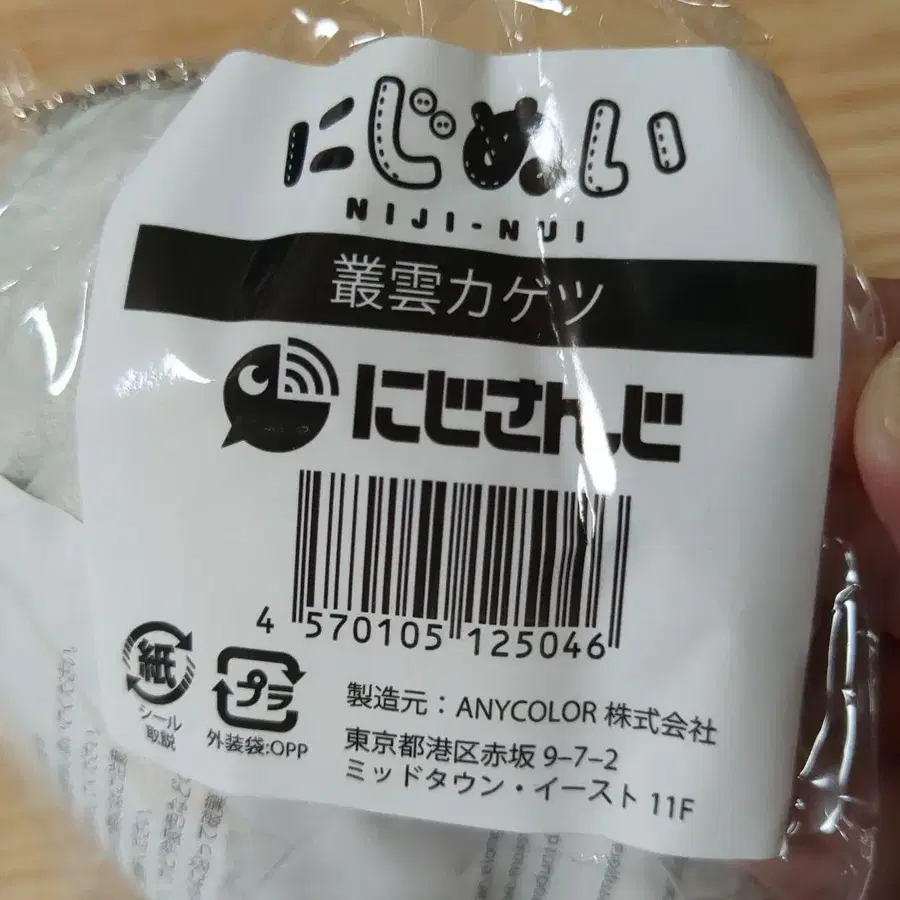 にじぬい
NIJI-NUI
叢雲カゲツ
にじさんじ
4 570105 125046
紙
シール
取説
プラ
外装袋:OPP
製造元：ANYCOLOR 株式会社
東京都港区赤坂 9-7-2
ミッドタウン・イースト 11F